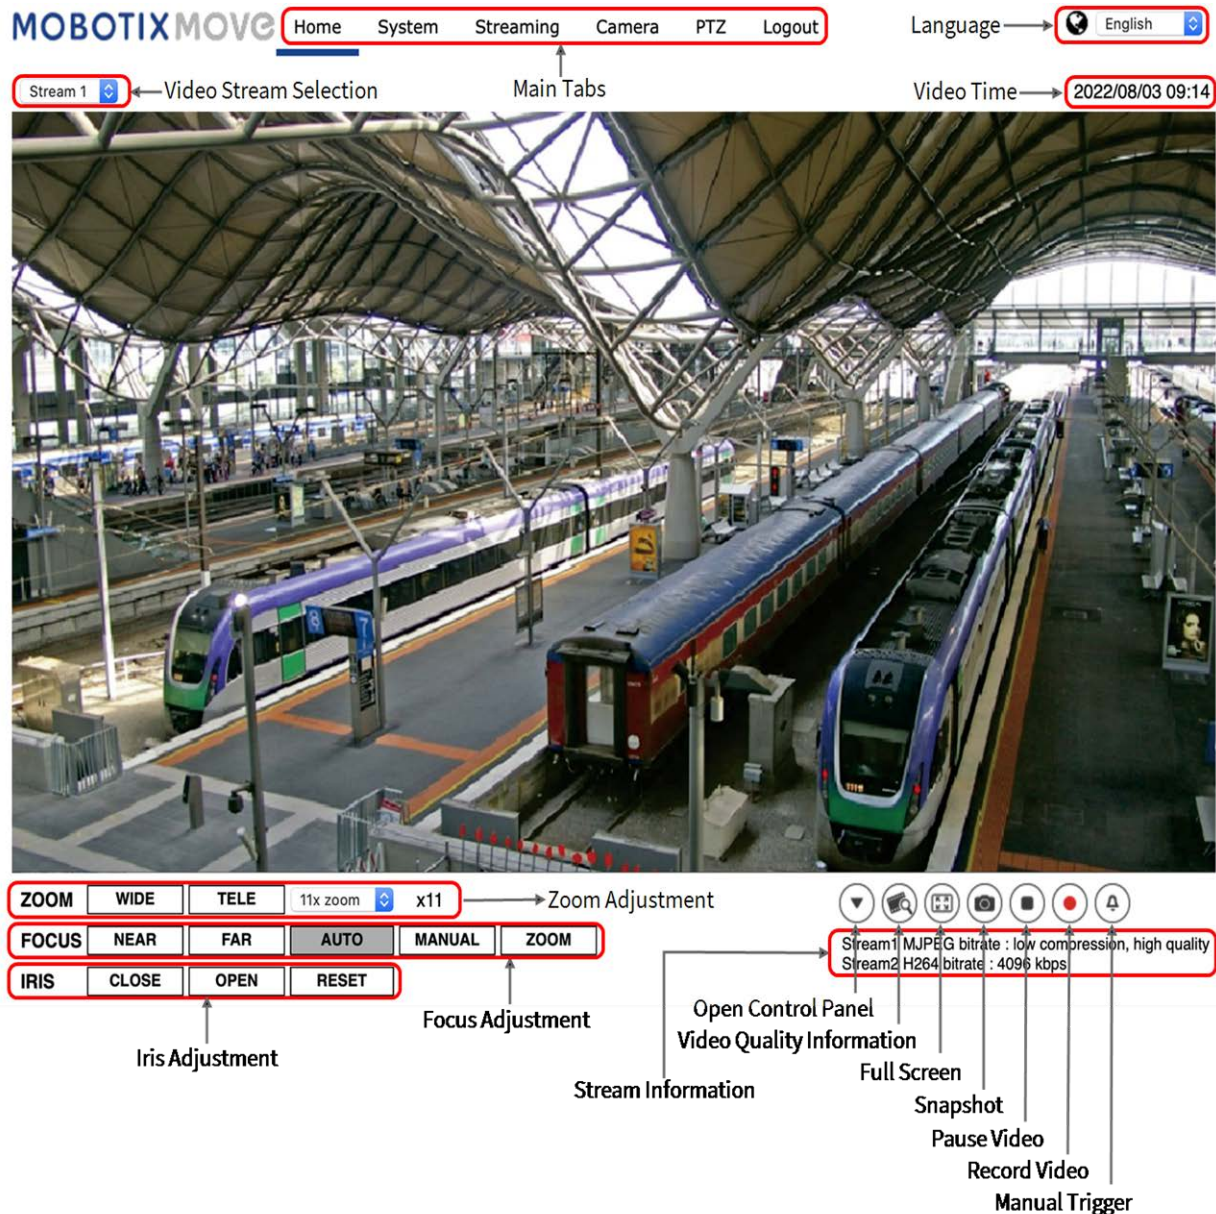 MOBOTIX MOVE Home System Streaming Camera PTZ Logout Language English
Stream 1 Video Stream Selection Main Tabs Video Time 2022/08/03 09:14
ZOOM WIDE TELE 11x zoom x11 Zoom Adjustment
FOCUS NEAR FAR AUTO MANUAL ZOOM
Stream1 MJPEG bitrate : low compression, high quality
Stream2 H264 bitrate : 4096 kbps
IRIS CLOSE OPEN RESET
Open Control Panel
Focus Adjustment
Video Quality Information
Iris Adjustment
Full Screen
Stream Information
Snapshot
Pause Video
Record Video
Manual Trigger